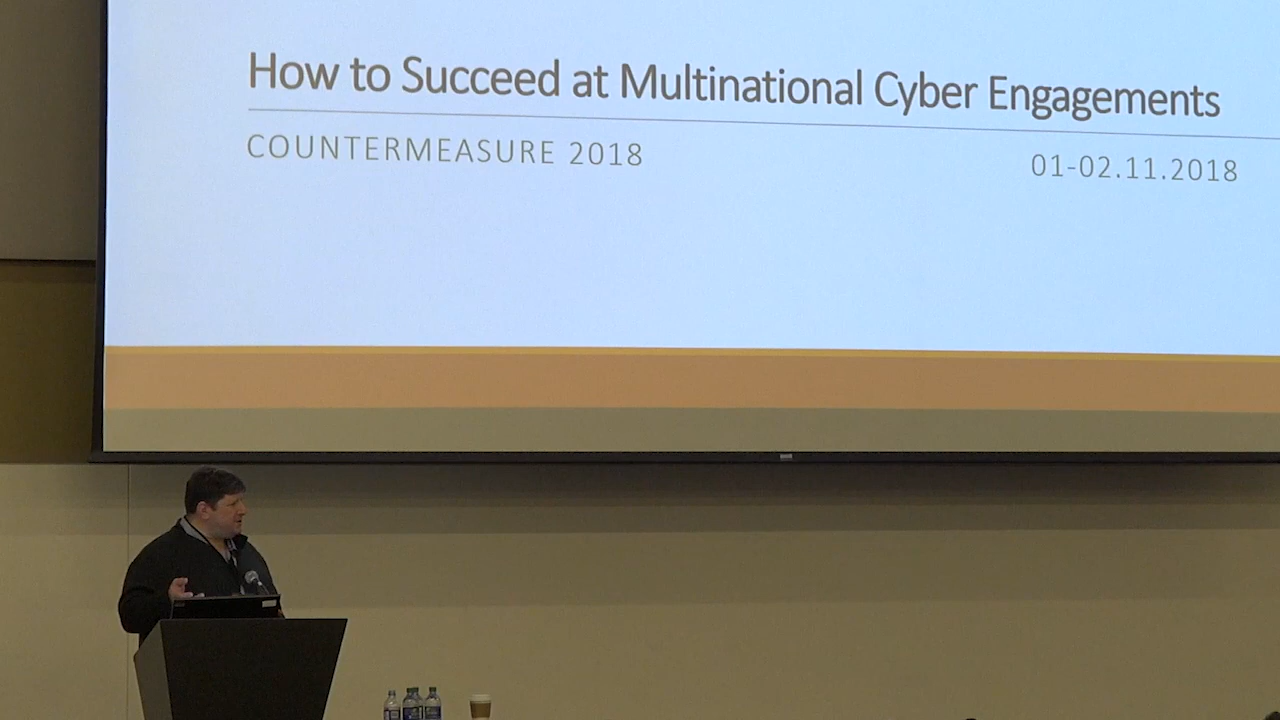 How to Succeed at Multinational Cyber Engagements
COUNTERMEASURE 2018
01-02.11.2018